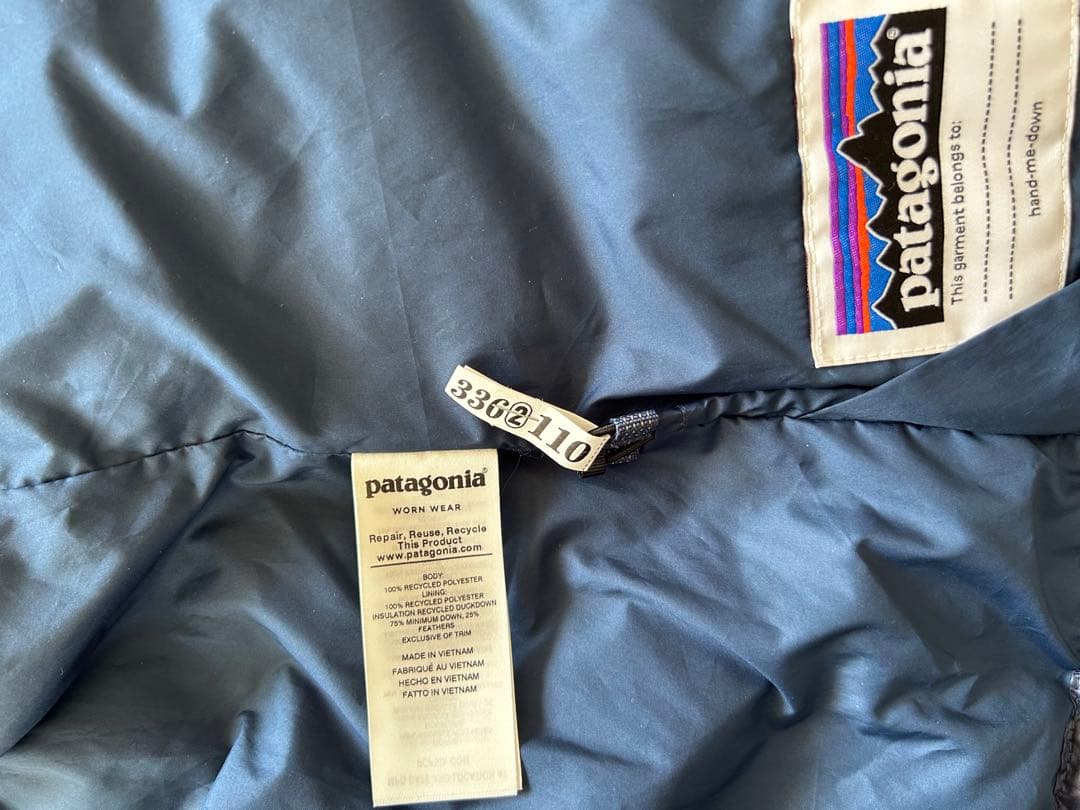 patagonia®
This garment belongs to:
hand-me-down
336②110
patagonia®
WORN WEAR
Repair, Reuse, Recycle
This Product
www.patagonia.com
BODY:
100% RECYCLED POLYESTER
LINING:
100% RECYCLED POLYESTER
INSULATION RECYCLED DUCKDOWN
75% MINIMUM DOWN, 25%
FEATHERS
EXCLUSIVE OF TRIM
MADE IN VIETNAM
FABRIQUÉ AU VIETNAM
HECHO EN VIETNAM
FATTO IN VIETNAM